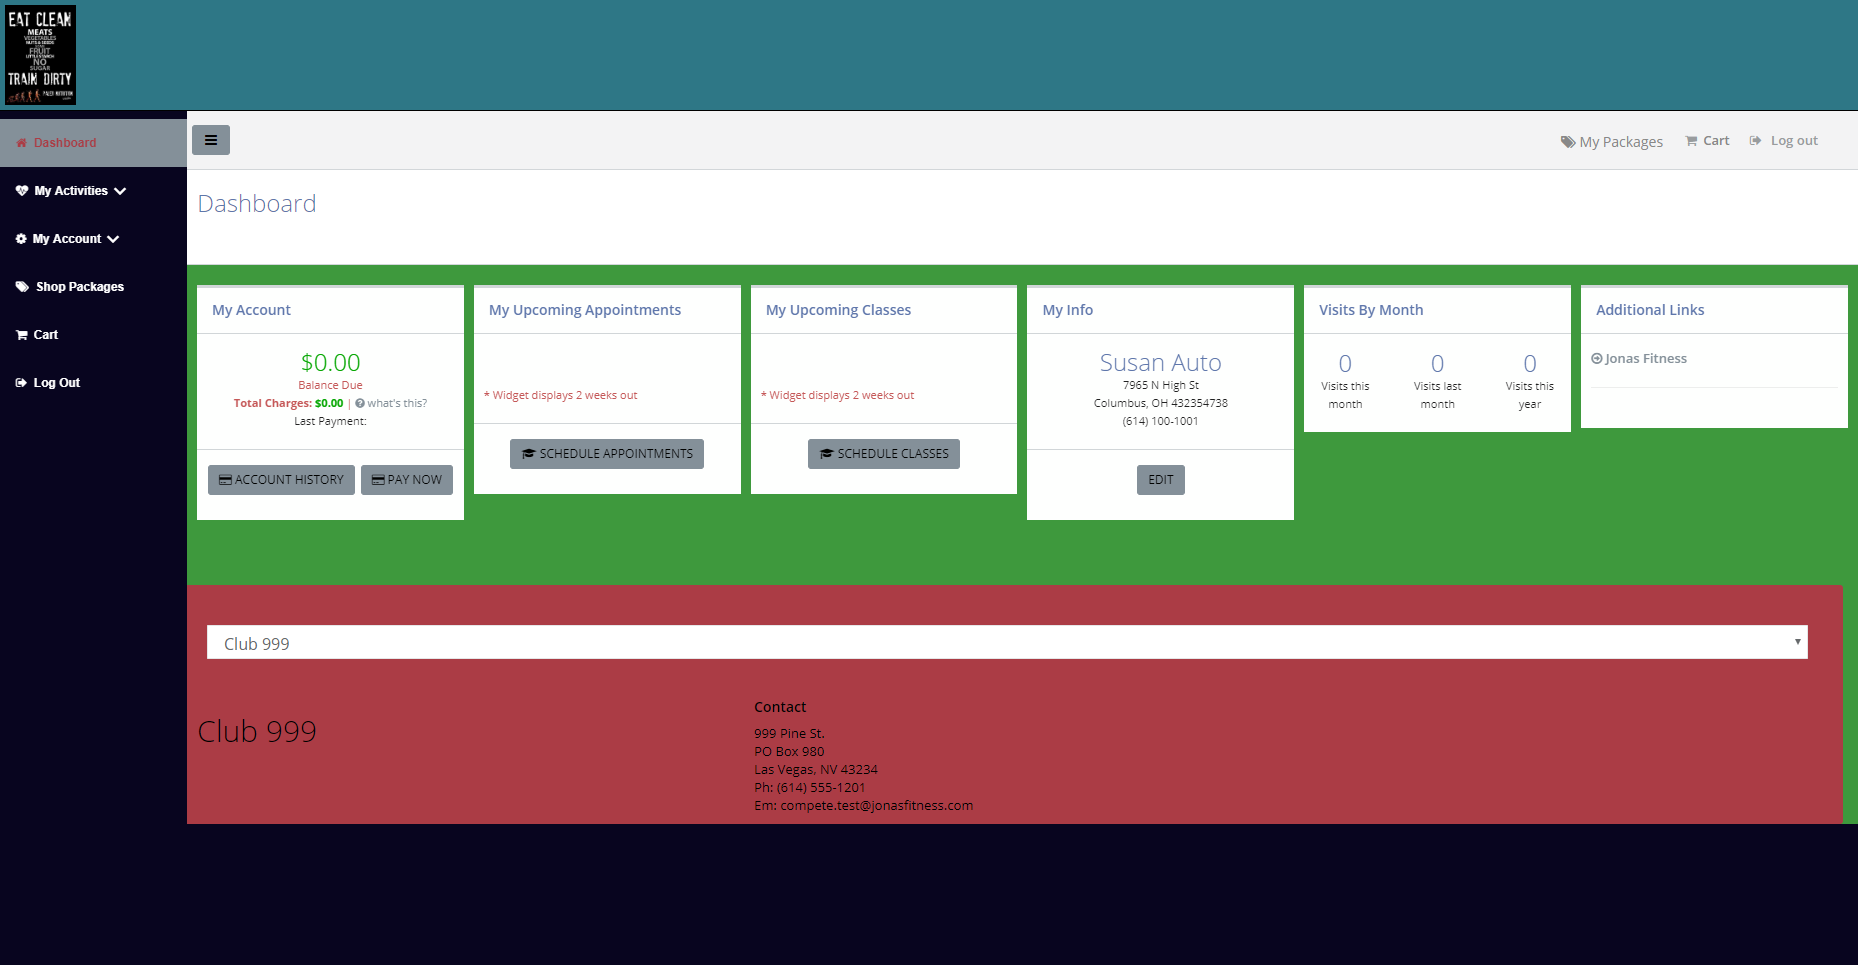 EAT CLEAN
MEATS
VEGETABLES
NUTS & SEEDS
FRUIT
LITTLE STARCH
NO
SUGAR
TRAIN DIRTY
Dashboard
My Activities
My Account
Shop Packages
Cart
Log Out
My Packages
Cart
Log out
Dashboard
My Account
$0.00
Balance Due
Total Charges: $0.00 | what's this?
Last Payment:
ACCOUNT HISTORY
PAY NOW
My Upcoming Appointments
* Widget displays 2 weeks out
SCHEDULE APPOINTMENTS
My Upcoming Classes
* Widget displays 2 weeks out
SCHEDULE CLASSES
My Info
Susan Auto
7965 N High St
Columbus, OH 432354738
(614) 100-1001
EDIT
Visits By Month
0
Visits this
month
0
Visits last
month
0
Visits this
year
Additional Links
Jonas Fitness
Club 999
Club 999
Contact
999 Pine St.
PO Box 980
Las Vegas, NV 43234
Ph: (614) 555-1201
Em: compete.test@jonasfitness.com